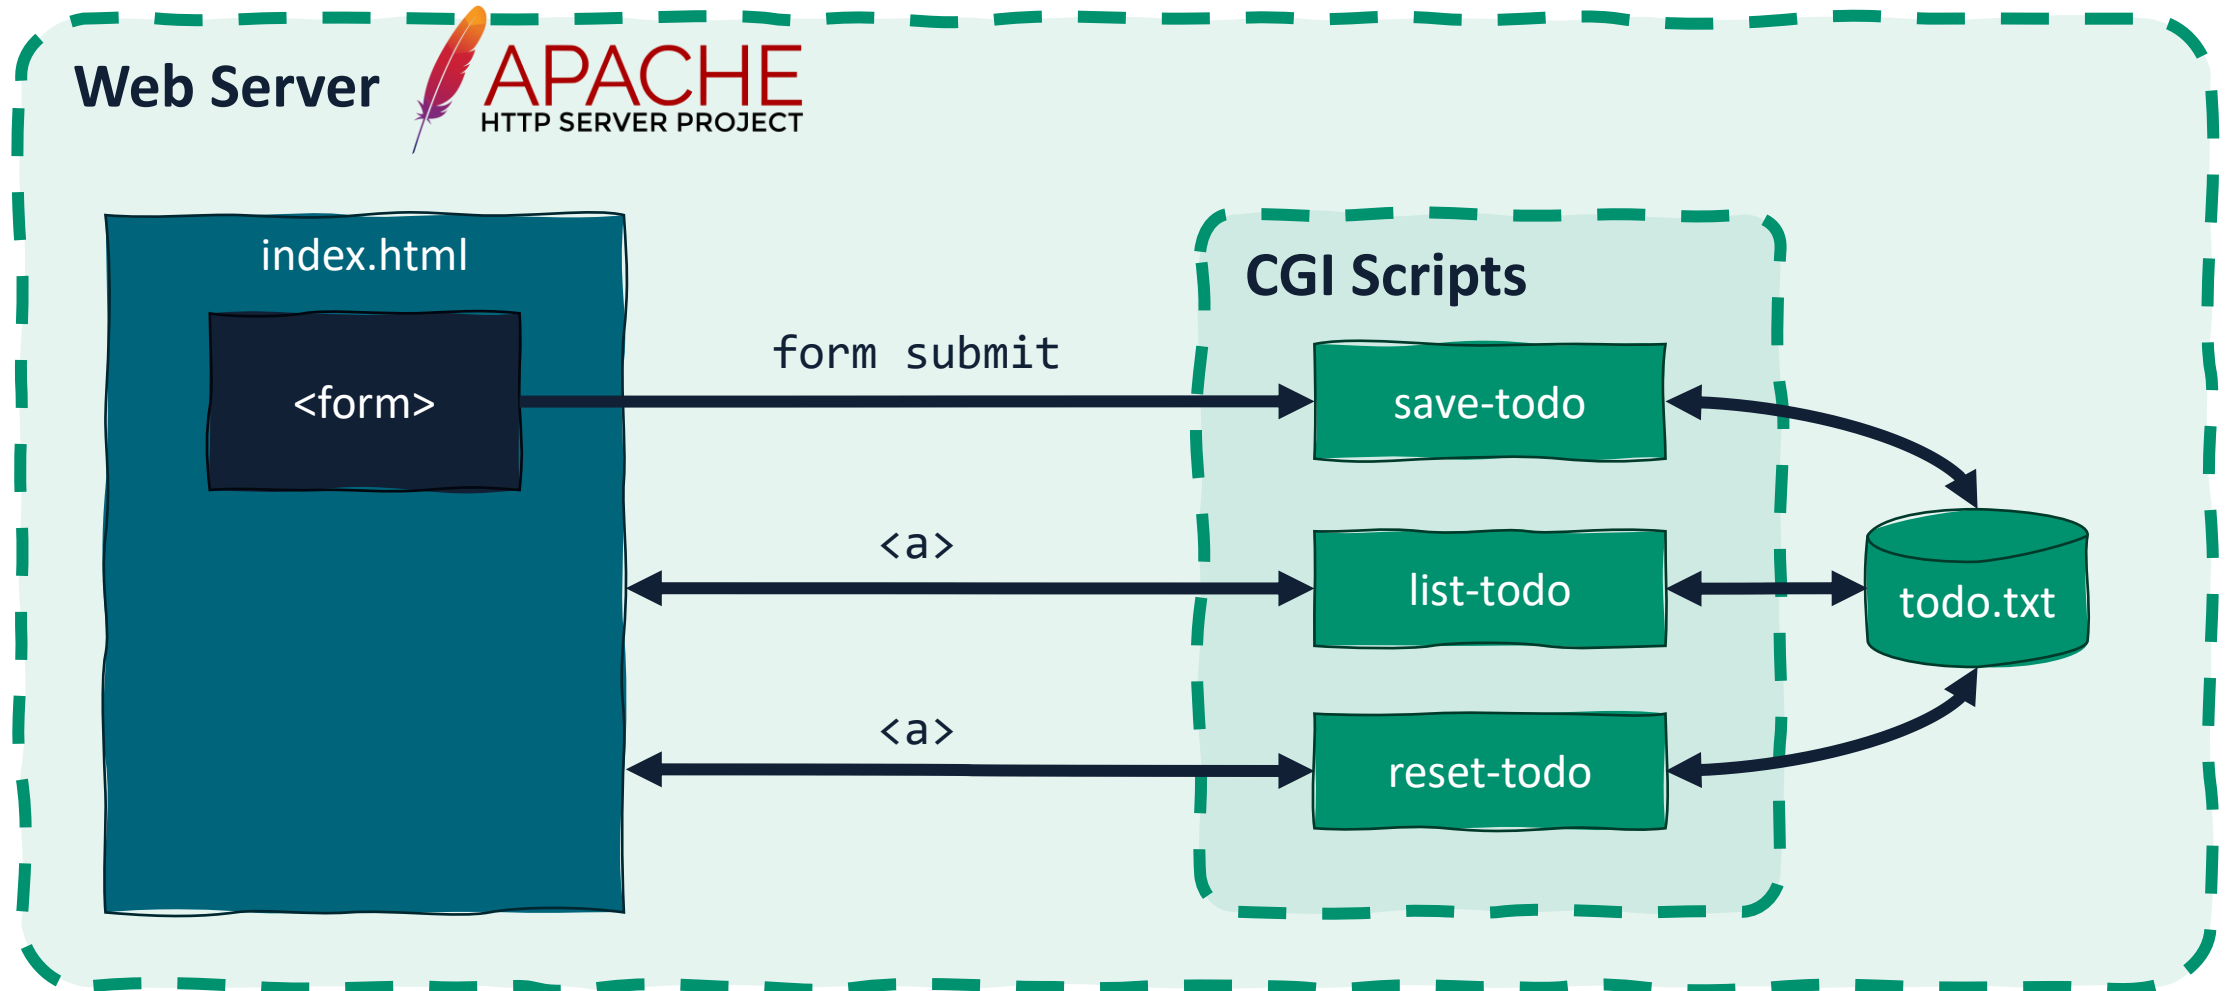 Web Server
APACHE
HTTP SERVER PROJECT
index.html
<form>
form submit
<a>
<a>
CGI Scripts
save-todo
list-todo
reset-todo
todo.txt